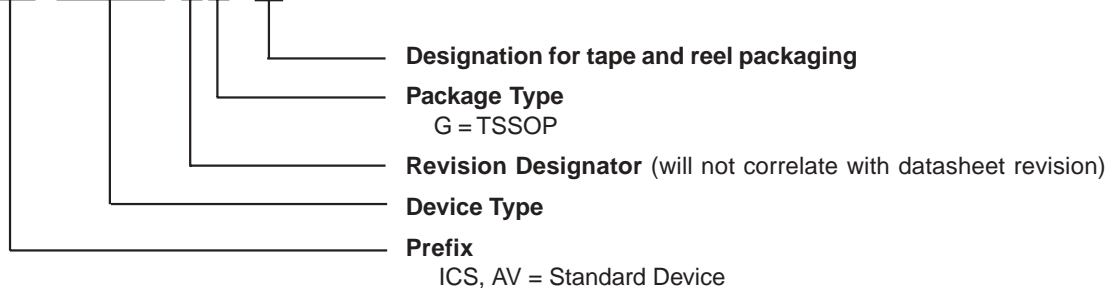 Designation for tape and reel packaging
Package Type
G = TSSOP
Revision Designator (will not correlate with datasheet revision)
Device Type
Prefix
ICS, AV = Standard Device